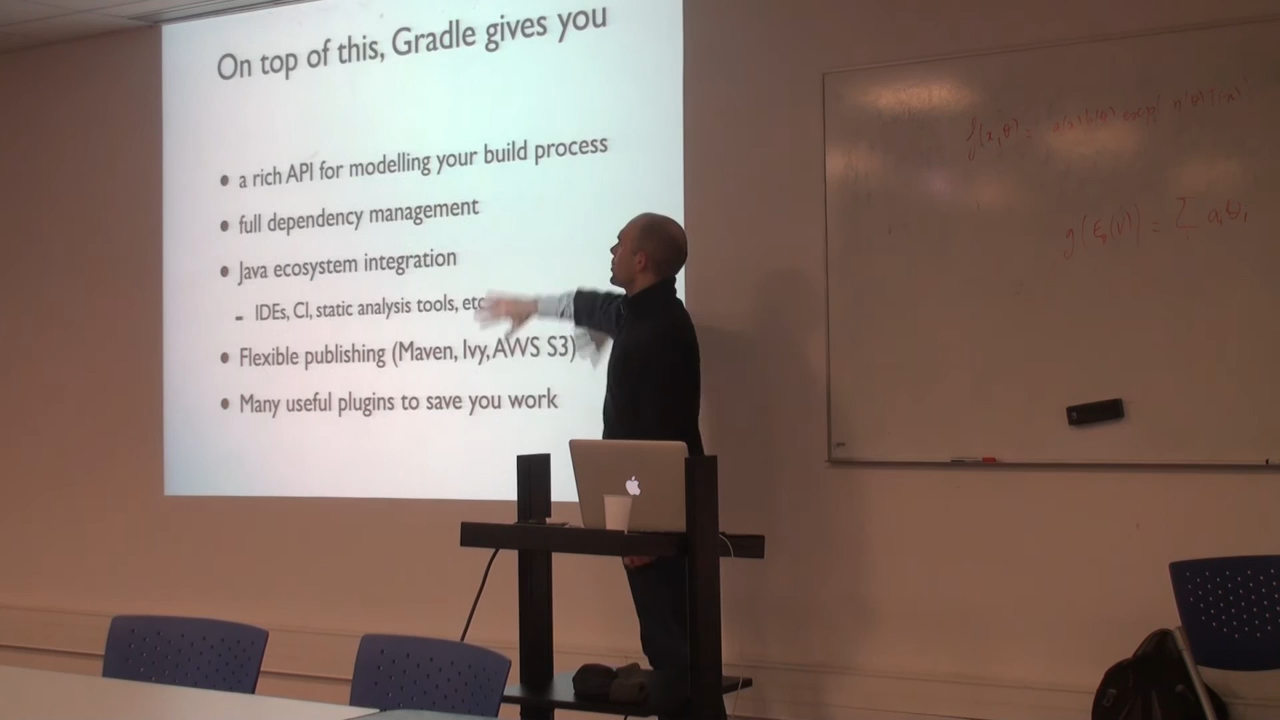 On top of this, Gradle gives you
• a rich API for modelling your build process
• full dependency management
• Java ecosystem integration
– IDEs, CI, static analysis tools, etc
• Flexible publishing (Maven, Ivy, AWS S3)
• Many useful plugins to save you work
f(x,θ) =